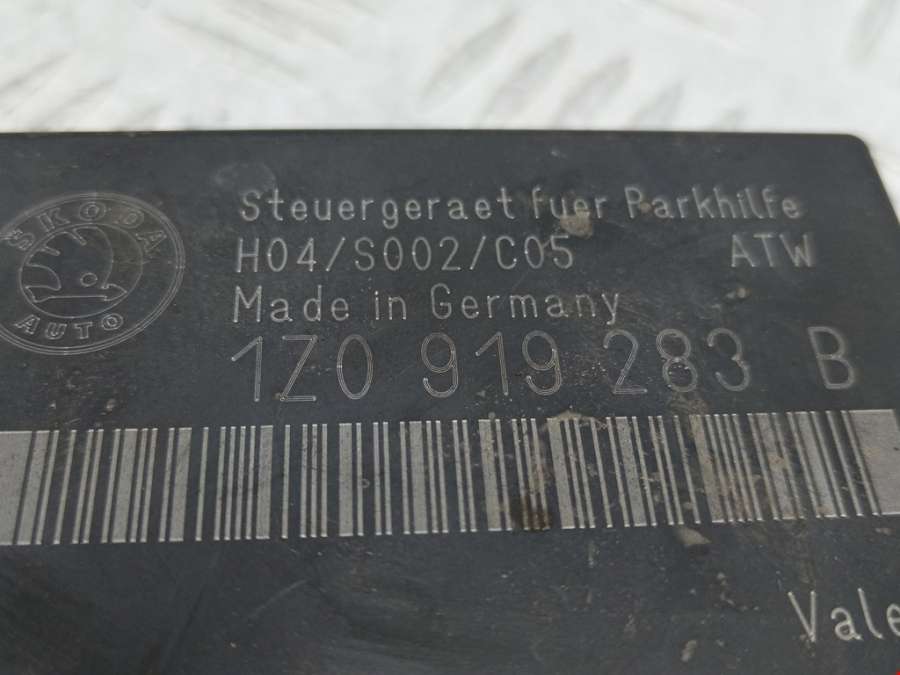 SKODA
AUTO
Steuergeraet fuer Parkhilfe
H04/S002/C05 ATW
Made in Germany
1Z0 919 283 B
Vale